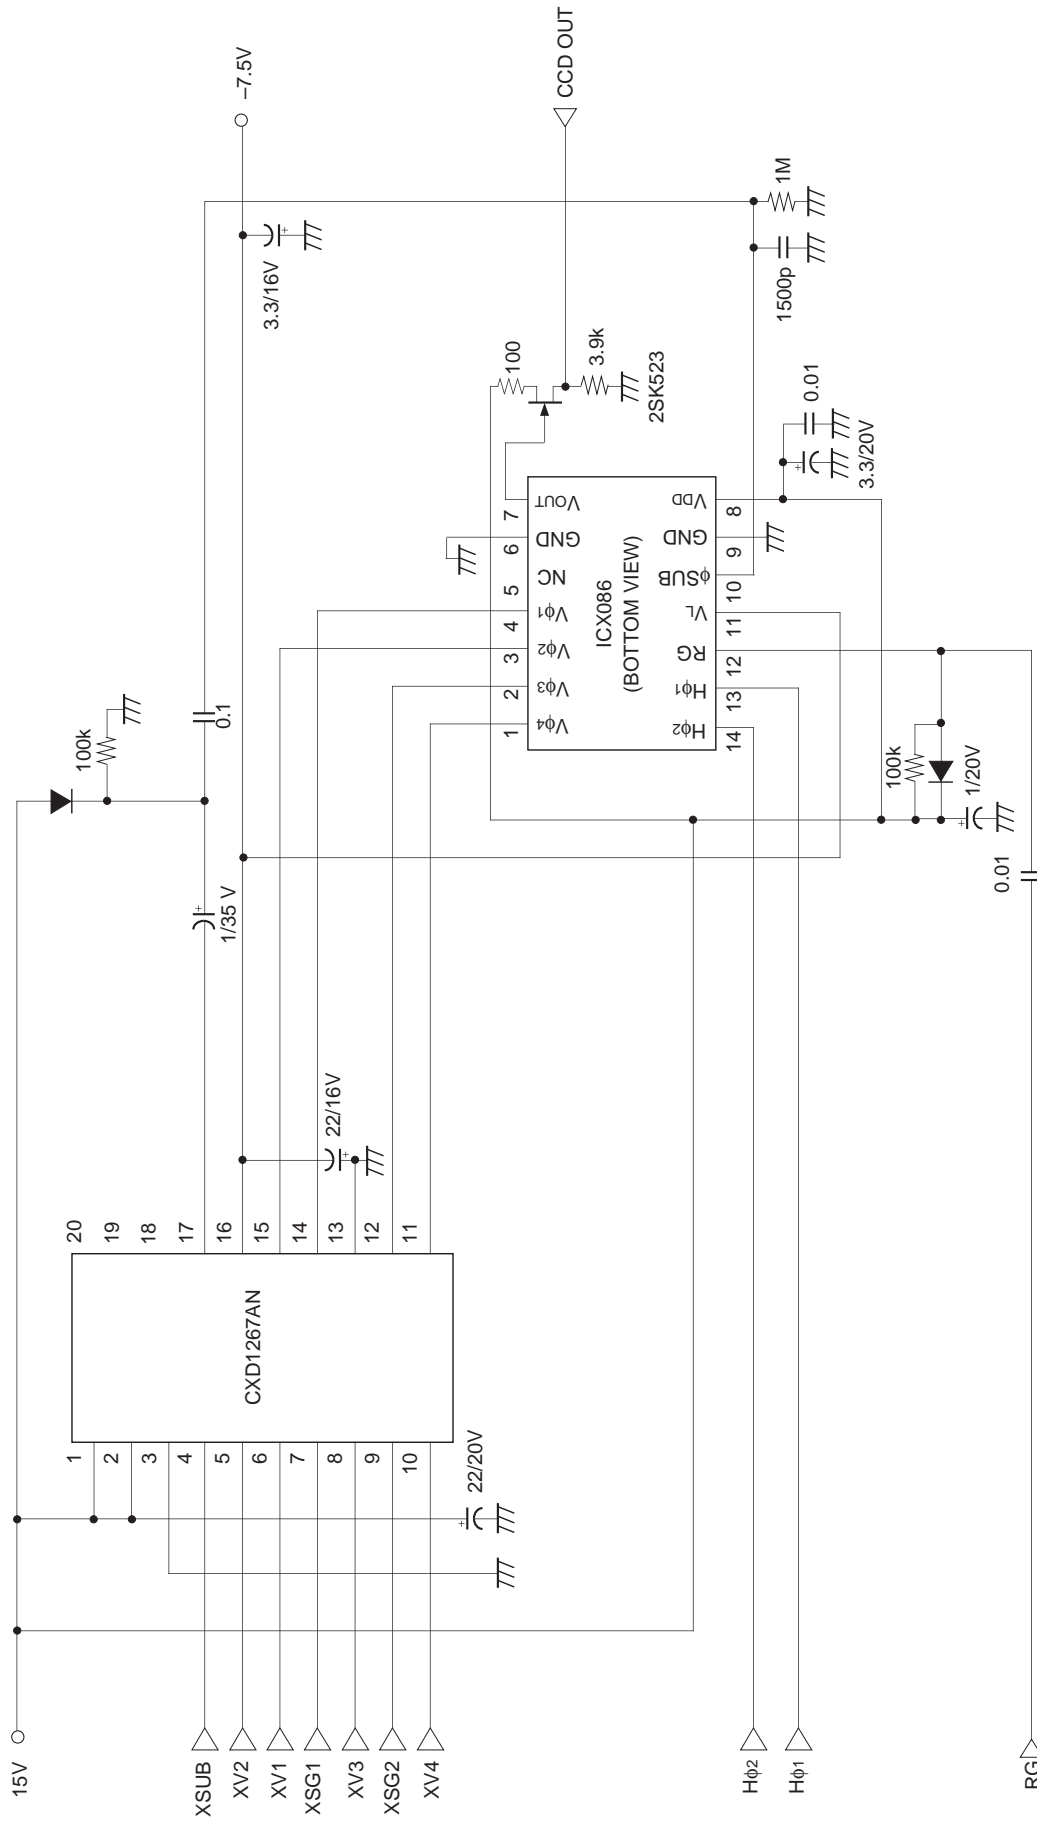 15V
XSUB
XV2
XV1
XSG1
XV3
XSG2
XV4
Hϕ2
Hϕ1
RG
1
2
3
4
5
6
7
8
9
10
22/20V
CXD1267AN
20
19
18
17
16
15
14
13
12
11
22/16V
1/35 V
100k
0.1
3.3/16V
–7.5V
CCD OUT
100
3.9k
2SK523
1M
1500p
0.01
3.3/20V
1
2
3
4
5
6
7
Vϕ4
Vϕ3
Vϕ2
Vϕ1
NC
GND
VOUT
ICX086
(BOTTOM VIEW)
Hϕ2
Hϕ1
RG
VL
ϕSUB
GND
VDD
14
13
12
11
10
9
8
100k
1/20V
0.01